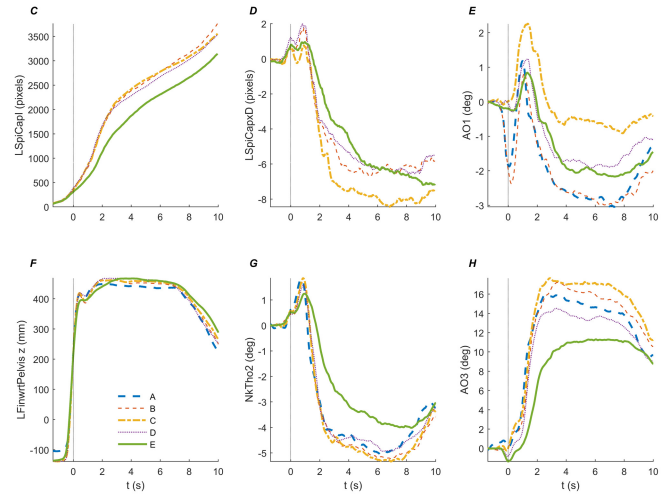 C
LSpiCapl (pixels)
3500
3000
2500
2000
1500
1000
500
0
0 2 4 6 8 10
D
LSpiCapxD (pixels)
2
0
-2
-4
-6
-8
0 2 4 6 8 10
E
AO1 (deg)
2
1
0
-1
-2
-3
0 2 4 6 8 10
F
LFinwrtPelvis z (mm)
400
300
200
100
0
-100
A
B
C
D
E
0 2 4 6 8 10
t (s)
G
NkTho2 (deg)
2
1
0
-1
-2
-3
-4
-5
0 2 4 6 8 10
t (s)
H
AO3 (deg)
16
14
12
10
8
6
4
2
0
0 2 4 6 8 10
t (s)